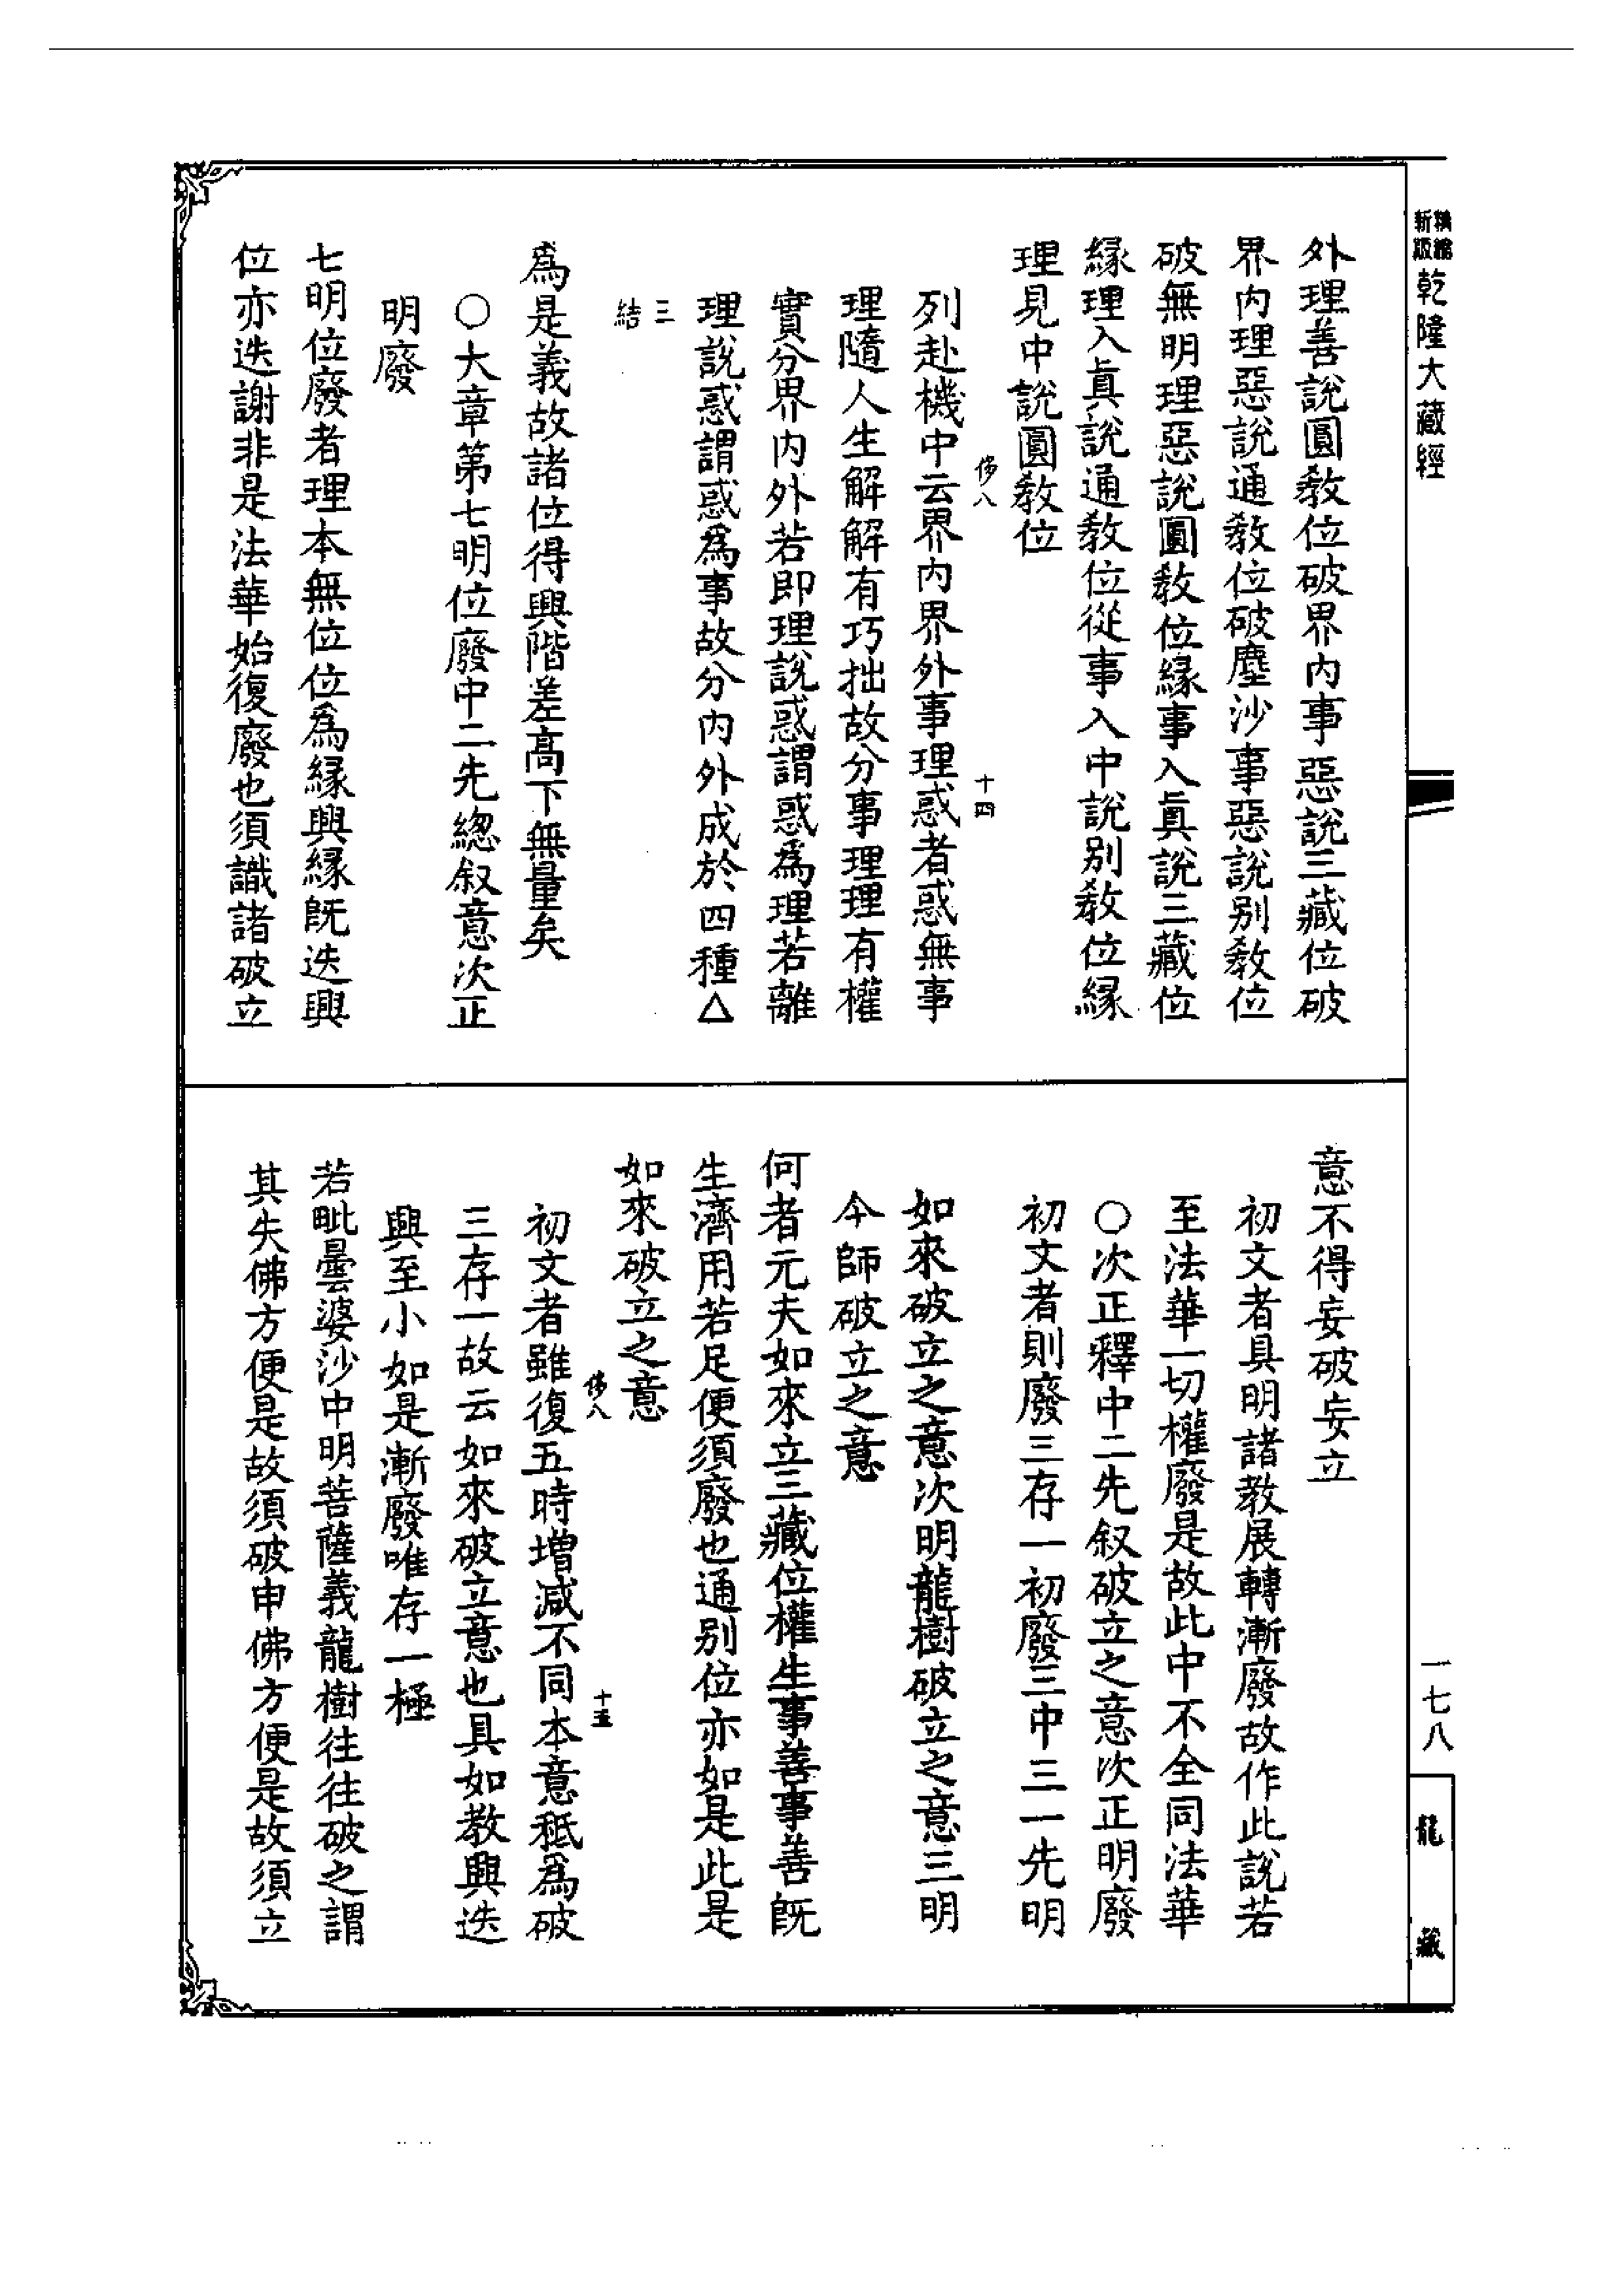 精縮
新版
乾隆大藏經
外理善說圓教位破界內事惡說三藏位破
界內理惡說通教位破塵沙事惡說別教位
破無明理惡說圓教位緣事入眞說三藏位
緣理入眞說通教位從事入中說別教位緣
理見中說圓教位
侈八
十四
列赴機中云界內界外事理惑者惑無事
理隨人生解解有巧拙故分事理理有權
實分界內外若即理說惑謂惑爲理若離
理說惑謂惑爲事故分內外成於四種△
三
結
爲是義故諸位得興階差高下無量矣
○大章第七明位廢中二先總叙意次正
明廢
七明位廢者理本無位位爲緣興緣旣迭興
位亦迭謝非是法華始復廢也須識諸破立
意不得妄破妄立
初文者具明諸教展轉漸廢故作此說若
至法華一切權廢是故此中不全同法華
○次正釋中二先叙破立之意次正明廢
初文者則廢三存一初廢三中三一先明
如來破立之意次明龍樹破立之意三明
今師破立之意
何者元夫如來立三藏位權生事善事善旣
生濟用若足便須廢也通別位亦如是此是
如來破立之意
侈八
十五
初文者雖復五時增減不同本意秖爲破
三存一故云如來破立意也具如教興迭
興至小如是漸廢唯存一極
若毗曇婆沙中明菩薩義龍樹往往破之謂
其失佛方便是故須破申佛方便是故須立
一七八
龍藏